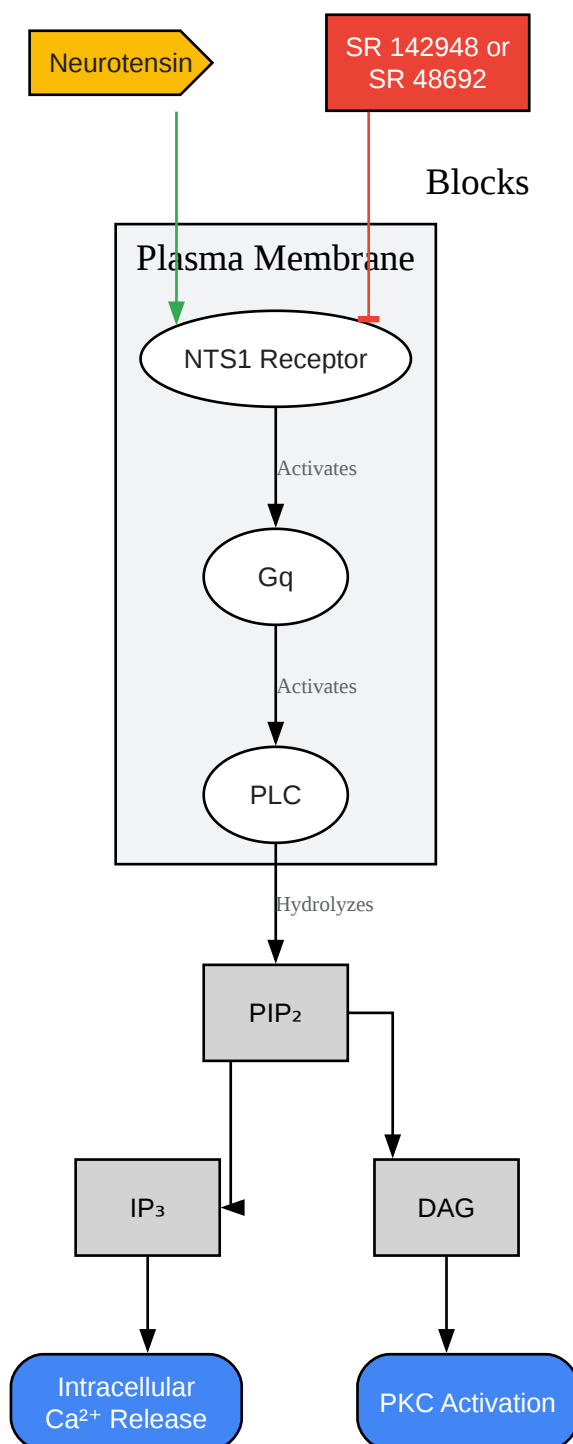 Neurotensin
SR 142948 or
SR 48692
Blocks
Plasma Membrane
NTS1 Receptor
Activates
Gq
Activates
PLC
Hydrolyzes
PIP₂
IP₃
DAG
Intracellular
Ca²⁺ Release
PKC Activation